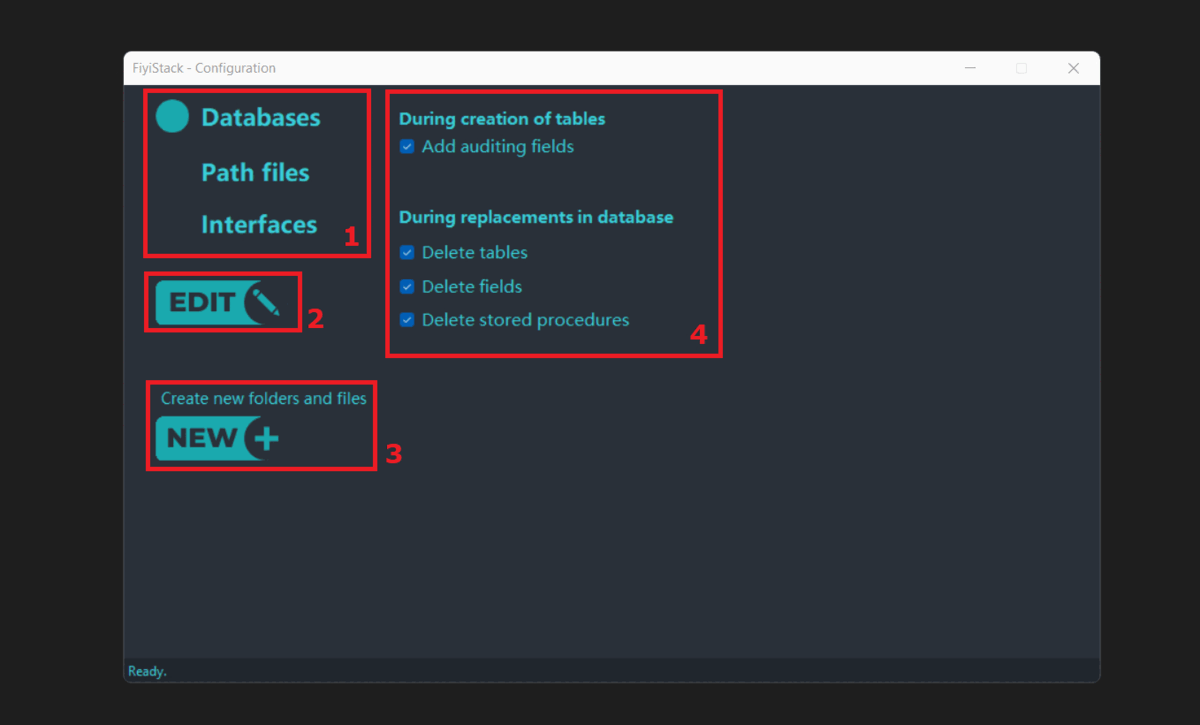 FiyiStack - Configuration
Databases
Path files
Interfaces
1
EDIT
2
Create new folders and files
NEW
3
During creation of tables
Add auditing fields
During replacements in database
Delete tables
Delete fields
Delete stored procedures
4
Ready.